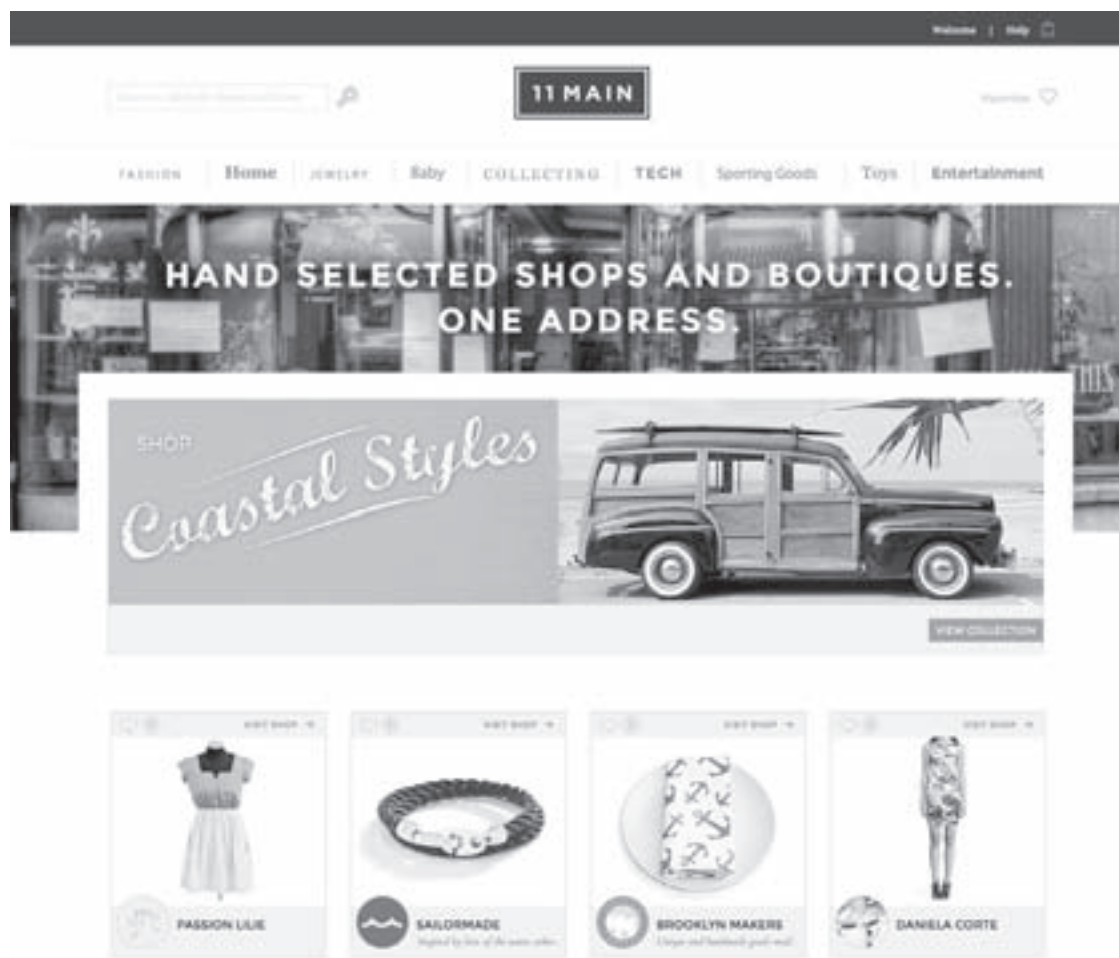 Welcome | Help
11 MAIN
FASHION Home JEWELRY Baby COLLECTING TECH Sporting Goods Toys Entertainment
HAND SELECTED SHOPS AND BOUTIQUES.
ONE ADDRESS.
THIS
SHOP
Coastal Styles
VIEW COLLECTION
VISIT SHOP VISIT SHOP VISIT SHOP VISIT SHOP
PASSION LILIE SAILORMADE BROOKLYN MAKERS DANIELA CORTE